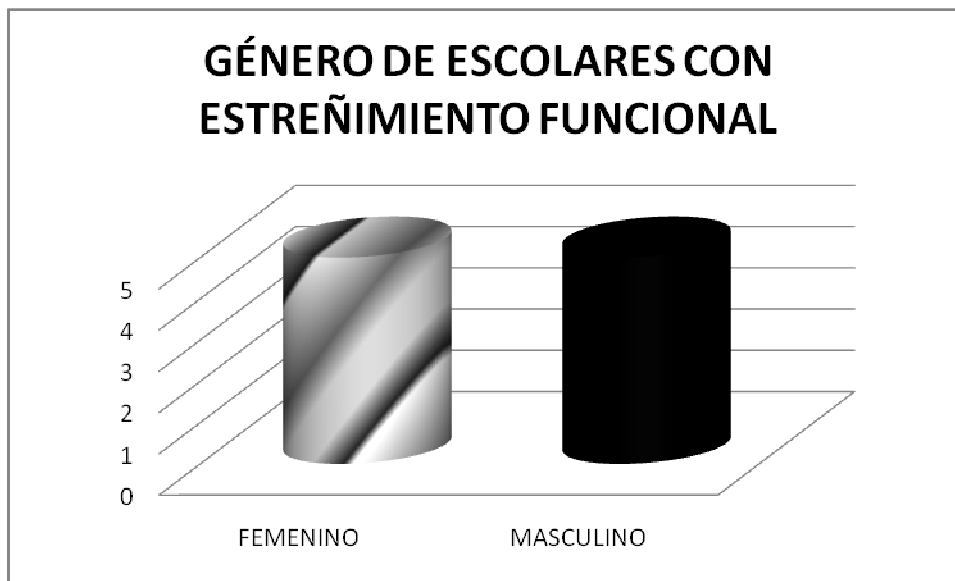 GÉNERO DE ESCOLARES CON
ESTREÑIMIENTO FUNCIONAL
5
4
3
2
1
0
FEMENINO MASCULINO